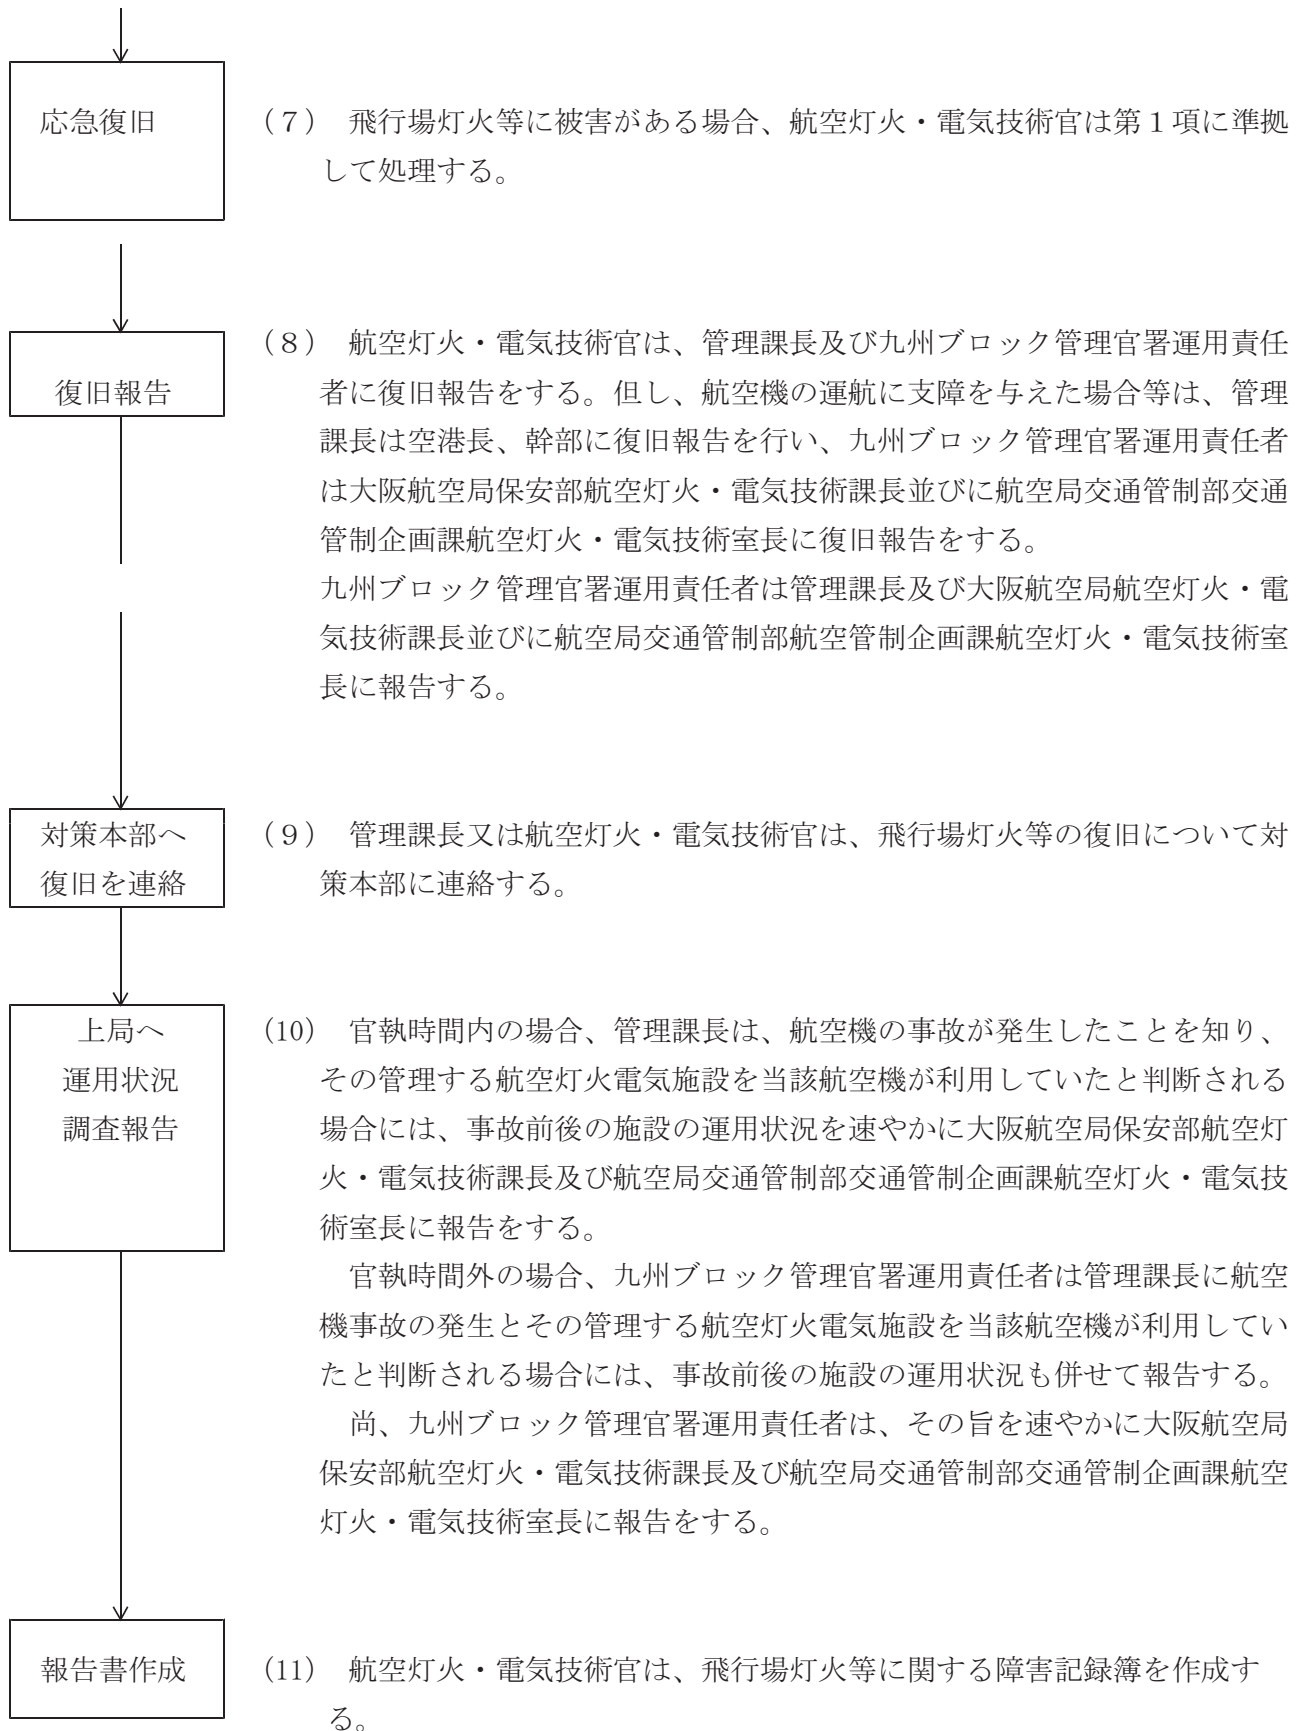 応急復旧
（７） 飛行場灯火等に被害がある場合、航空灯火・電気技術官は第１項に準拠
して処理する。
復旧報告
（８） 航空灯火・電気技術官は、管理課長及び九州ブロック管理官署運用責任
者に復旧報告をする。但し、航空機の運航に支障を与えた場合等は、管理
課長は空港長、幹部に復旧報告を行い、九州ブロック管理官署運用責任者
は大阪航空局保安部航空灯火・電気技術課長並びに航空局交通管制部交通
管制企画課航空灯火・電気技術室長に復旧報告をする。
九州ブロック管理官署運用責任者は管理課長及び大阪航空局航空灯火・電
気技術課長並びに航空局交通管制部航空管制企画課航空灯火・電気技術室
長に報告する。
対策本部へ
復旧を連絡
（９） 管理課長又は航空灯火・電気技術官は、飛行場灯火等の復旧について対
策本部に連絡する。
上局へ
運用状況
調査報告
(10) 官執時間内の場合、管理課長は、航空機の事故が発生したことを知り、
その管理する航空灯火電気施設を当該航空機が利用していたと判断される
場合には、事故前後の施設の運用状況を速やかに大阪航空局保安部航空灯
火・電気技術課長及び航空局交通管制部交通管制企画課航空灯火・電気技
術室長に報告をする。
官執時間外の場合、九州ブロック管理官署運用責任者は管理課長に航空
機事故の発生とその管理する航空灯火電気施設を当該航空機が利用してい
たと判断される場合には、事故前後の施設の運用状況も併せて報告する。
尚、九州ブロック管理官署運用責任者は、その旨を速やかに大阪航空局
保安部航空灯火・電気技術課長及び航空局交通管制部交通管制企画課航空
灯火・電気技術室長に報告をする。
報告書作成
(11) 航空灯火・電気技術官は、飛行場灯火等に関する障害記録簿を作成す
る。